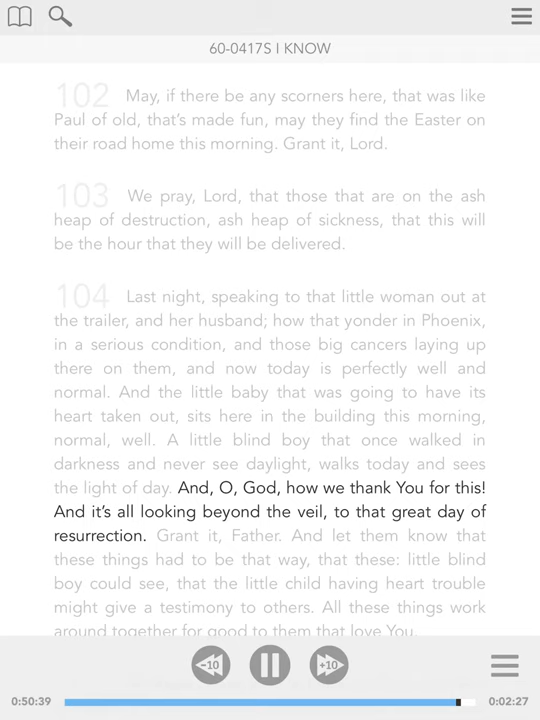 60-0417S I KNOW
102 May, if there be any scorners here, that was like
Paul of old, that's made fun, may they find the Easter on
their road home this morning. Grant it, Lord.
103 We pray, Lord, that those that are on the ash
heap of destruction, ash heap of sickness, that this will
be the hour that they will be delivered.
104 Last night, speaking to that little woman out at
the trailer, and her husband; how that yonder in Phoenix,
in a serious condition, and those big cancers laying up
there on them, and now today is perfectly well and
normal. And the little baby that was going to have its
heart taken out, sits here in the building this morning,
normal, well. A little blind boy that once walked in
darkness and never see daylight, walks today and sees
the light of day. And, O, God, how we thank You for this!
And it's all looking beyond the veil, to that great day of
resurrection. Grant it, Father. And let them know that
these things had to be that way, that these: little blind
boy could see, that the little child having heart trouble
might give a testimony to others. All these things work
around together for good to them that love You.
-10
+10
0:50:39
0:02:27